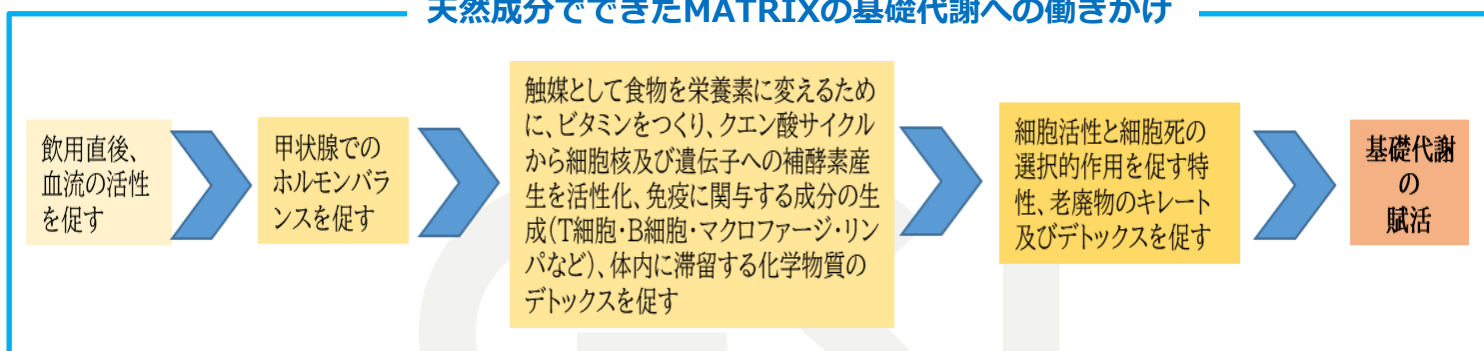 天然成分でできたMATRIXの基礎代謝への働きかけ
飲用直後、
血流の活性
を促す
甲状腺での
ホルモンバラ
ンスを促す
触媒として食物を栄養素に変えるため
に、ビタミンをつくり、クエン酸サイクル
から細胞核及び遺伝子への補酵素産
生を活性化、免疫に関与する成分の生
成(T細胞・B細胞・マクロファージ・リン
パなど)、体内に滞留する化学物質の
デトックスを促す
細胞活性と細胞死の
選択的作用を促す特
性、老廃物のキレート
及びデトックスを促す
基礎代謝
の
賦活